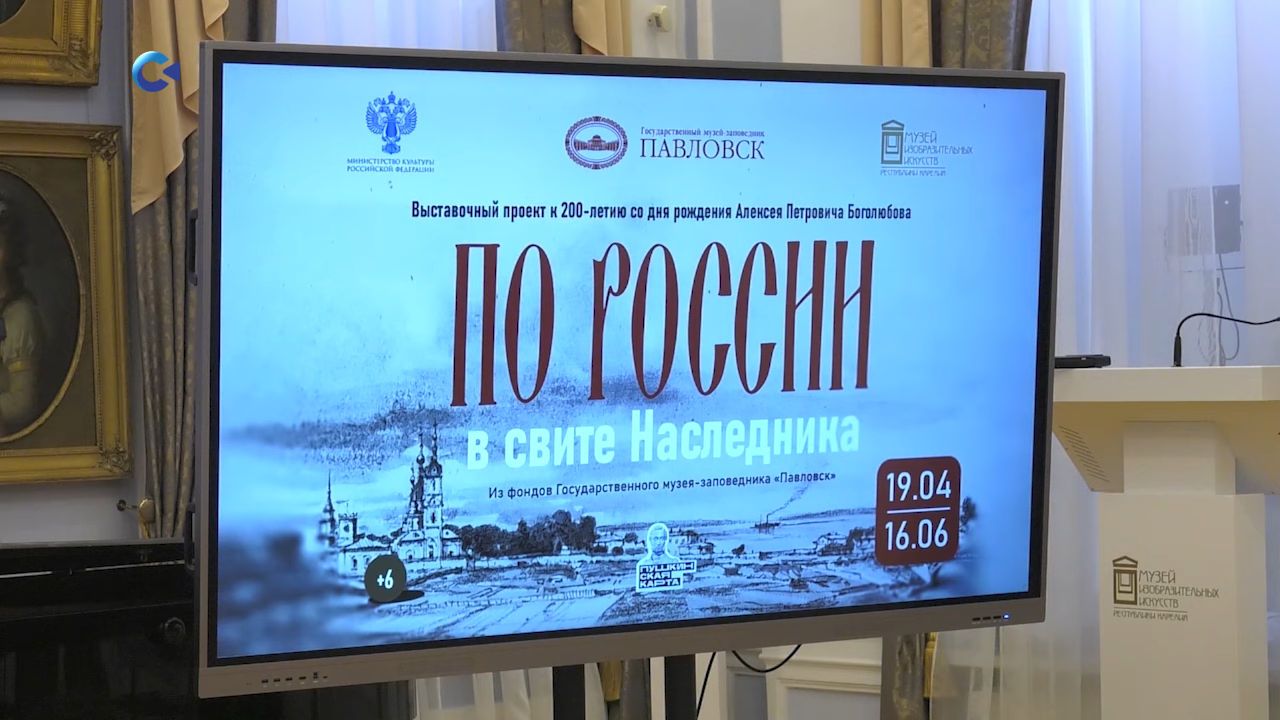 МИНИСТЕРСТВО КУЛЬТУРЫ
РОССИЙСКОЙ ФЕДЕРАЦИИ
Государственный музей-заповедник
ПАВЛОВСК
МУЗЕЙ
ИЗОБРАЗИТЕЛЬНЫХ
ИСКУССТВ
РЕСПУБЛИКИ КАРЕЛИЯ
Выставочный проект к 200-летию со дня рождения Алексея Петровича Боголюбова
ПО РОССИИ
в свите Наследника
Из фондов Государственного музея-заповедника «Павловск»
19.04
16.06
+6
ПУШКИН
СКАЯ
КАРТА
МУЗЕЙ
ИЗОБРАЗИТЕЛЬНЫХ
ИСКУССТВ
РЕСПУБЛИКИ КАРЕЛИЯ